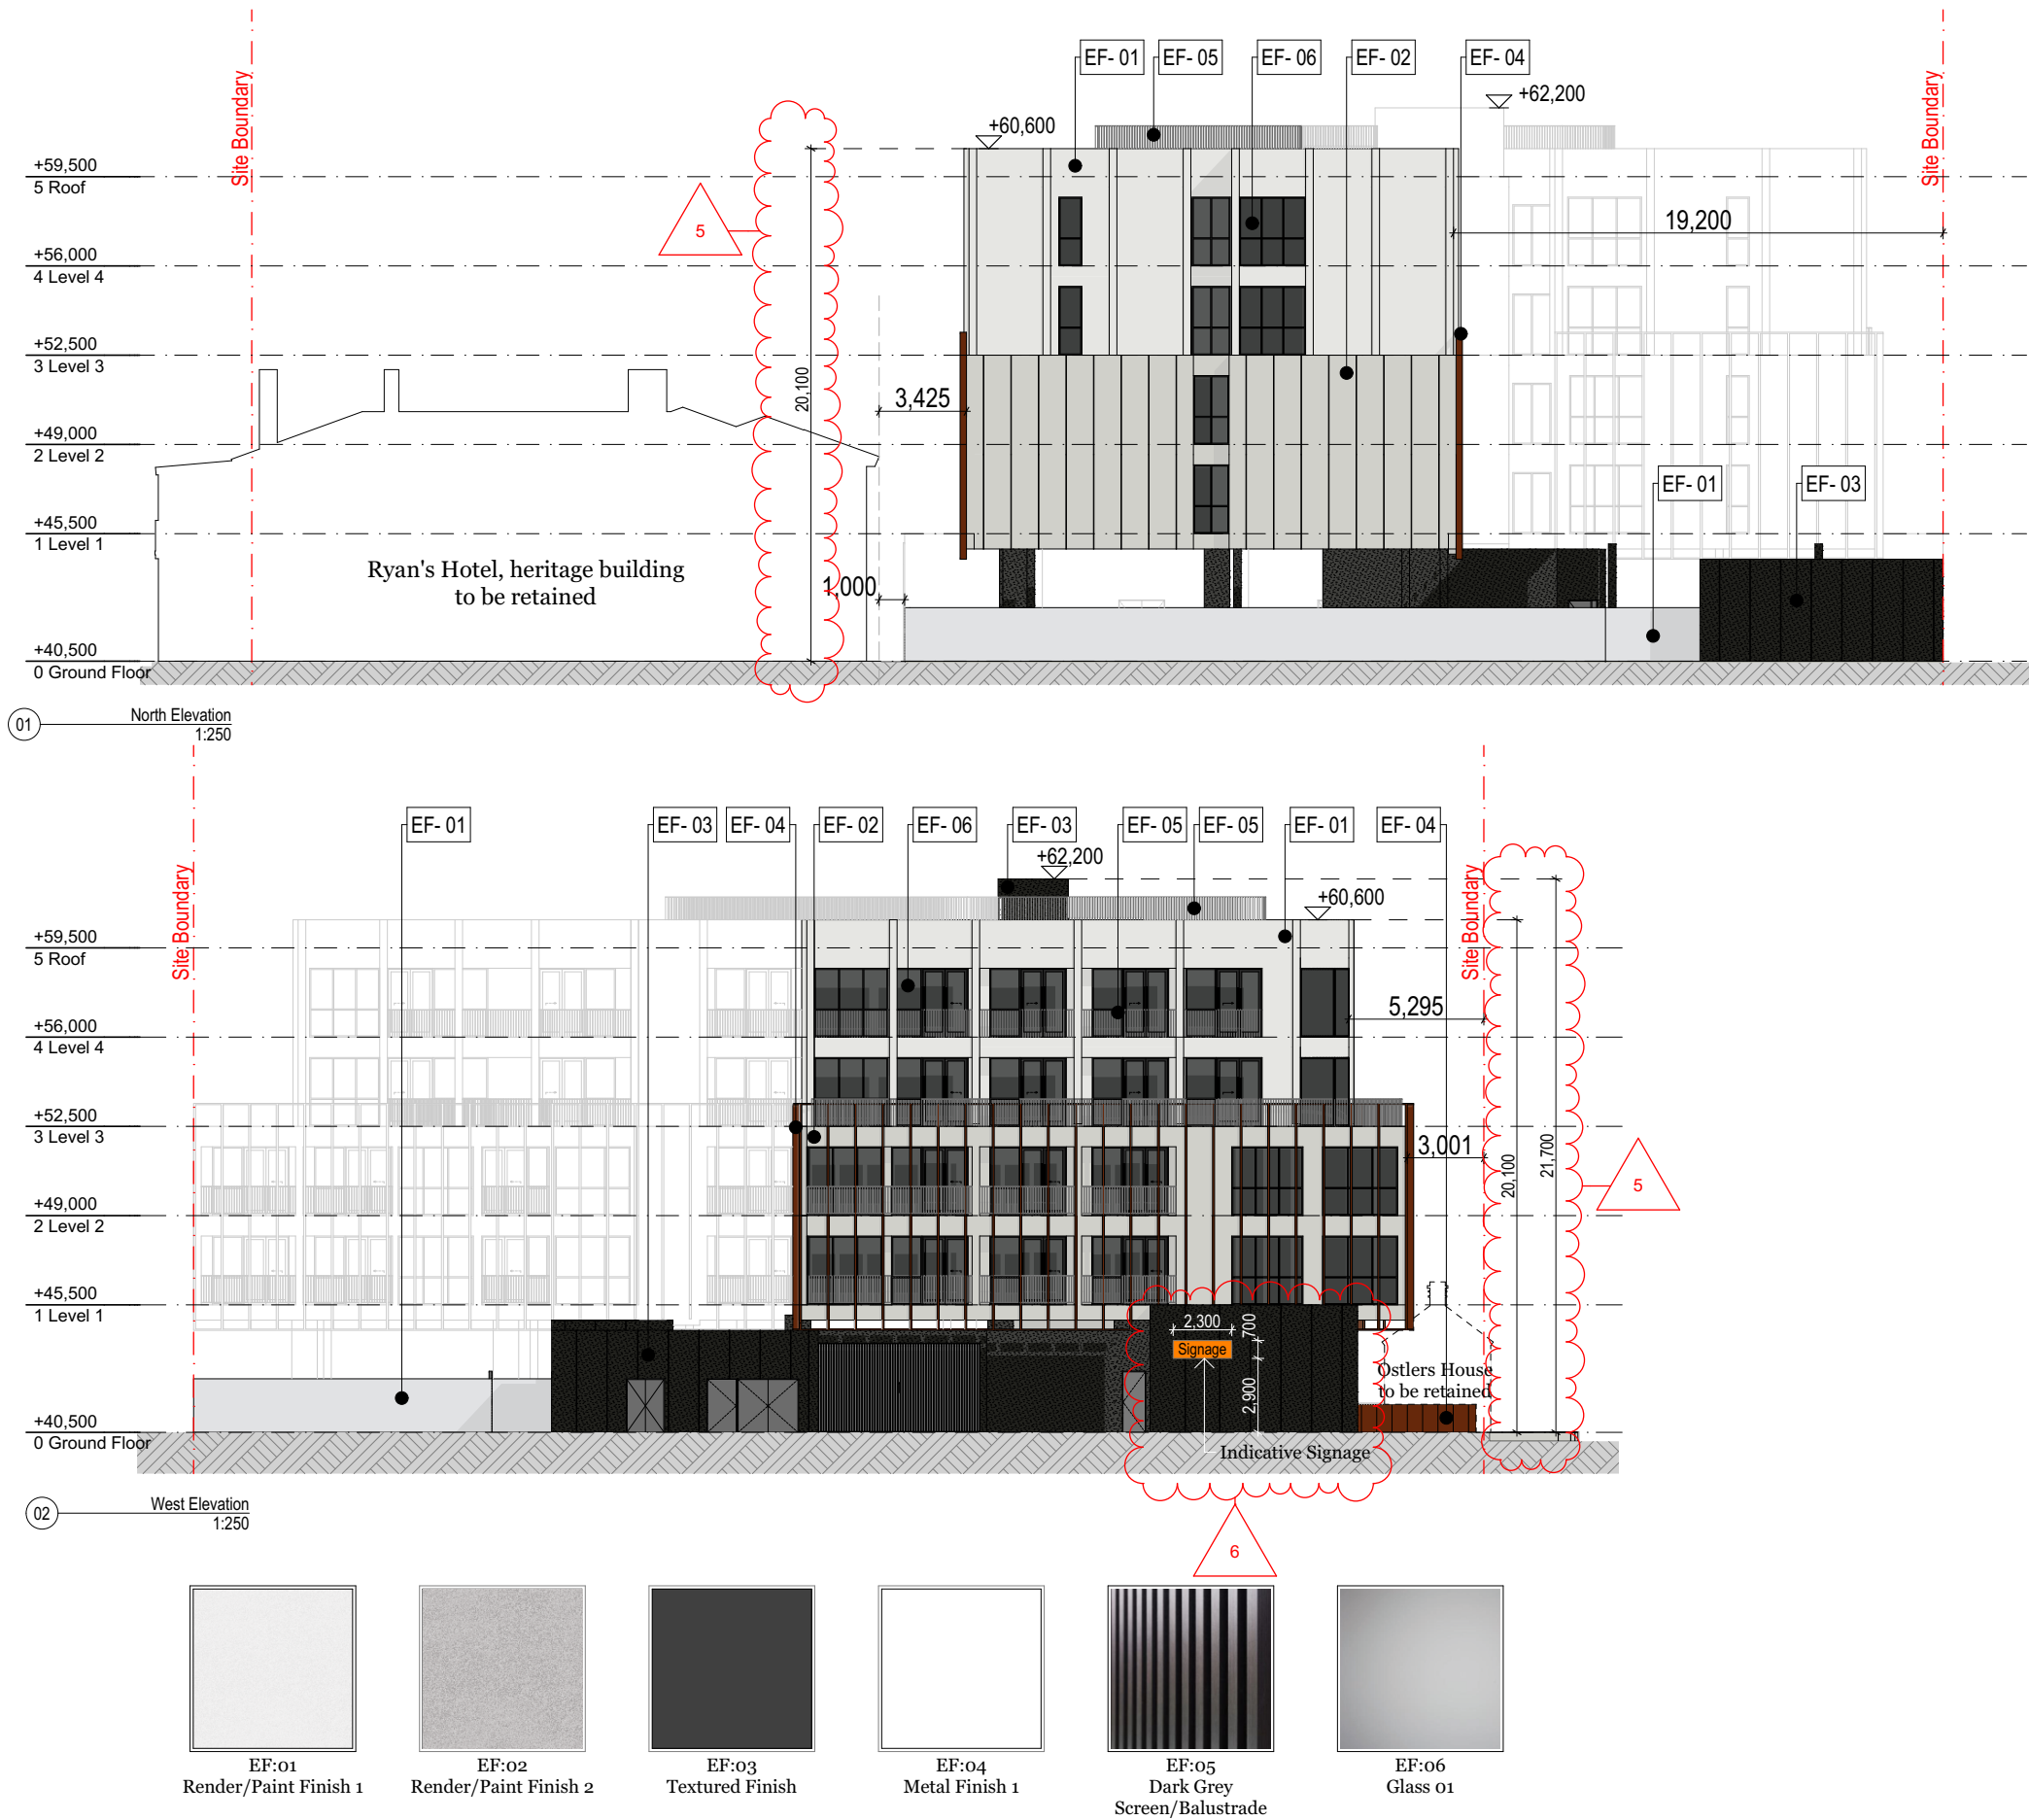 EF- 01
EF- 05
EF- 06
EF- 02
EF- 04
Site Boundary
Site Boundary
+62,200
+60,600
+59,500
5 Roof
5
19,200
+56,000
4 Level 4
+52,500
3 Level 3
20,100
3,425
+49,000
2 Level 2
EF- 01
EF- 03
+45,500
1 Level 1
Ryan's Hotel, heritage building
to be retained
1,000
+40,500
0 Ground Floor
01
North Elevation
1:250
EF- 01
EF- 03
EF- 04
EF- 02
EF- 06
EF- 03
EF- 05
EF- 05
EF- 01
EF- 04
Site Boundary
Site Boundary
+62,200
+60,600
+59,500
5 Roof
5,295
+56,000
4 Level 4
+52,500
3 Level 3
3,001
20,100
21,700
5
+49,000
2 Level 2
+45,500
1 Level 1
2,300
700
Signage
2,900
Ostlers House
to be retained
+40,500
0 Ground Floor
Indicative Signage
02
West Elevation
1:250
6
EF:01
Render/Paint Finish 1
EF:02
Render/Paint Finish 2
EF:03
Textured Finish
EF:04
Metal Finish 1
EF:05
Dark Grey
Screen/Balustrade
EF:06
Glass 01